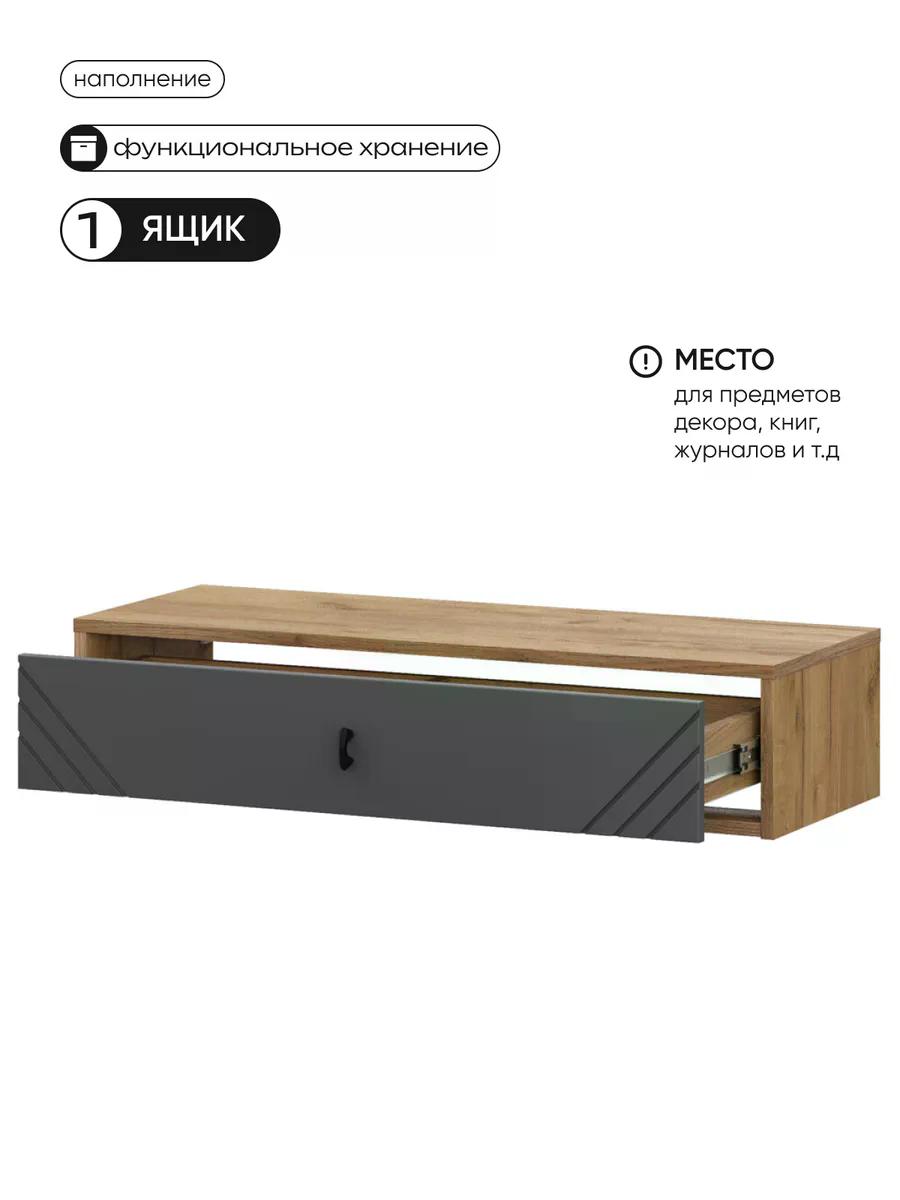 наполнение
функциональное хранение
1 ЯЩИК
МЕСТО
для предметов
декора, книг,
журналов и т.д